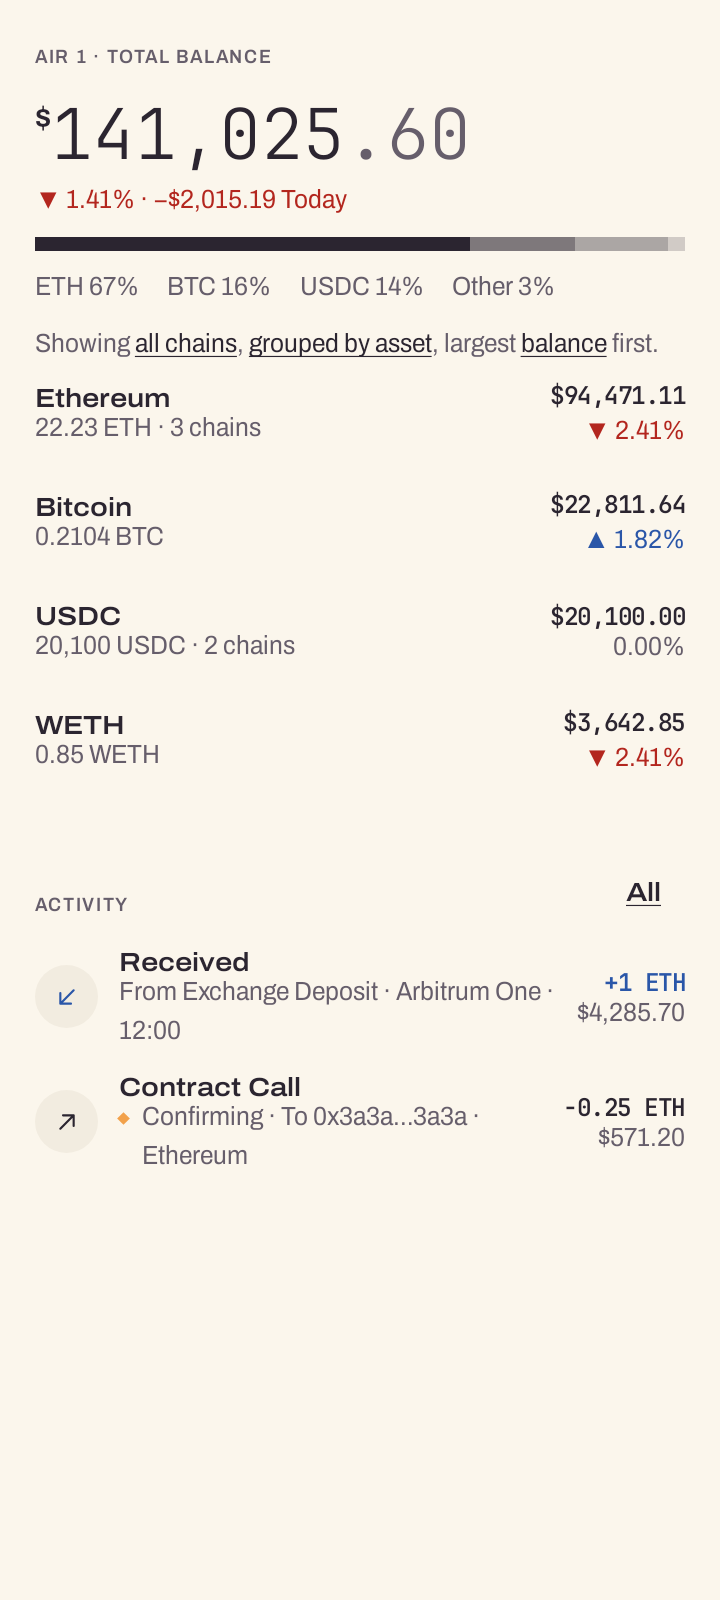 AIR 1 · TOTAL BALANCE
$141,025.60
▼ 1.41% · −$2,015.19 Today
ETH 67% BTC 16% USDC 14% Other 3%
Showing all chains, grouped by asset, largest balance first.
Ethereum $94,471.11
22.23 ETH · 3 chains ▼ 2.41%
Bitcoin $22,811.64
0.2104 BTC ▲ 1.82%
USDC $20,100.00
20,100 USDC · 2 chains 0.00%
WETH $3,642.85
0.85 WETH ▼ 2.41%
ACTIVITY All
Received
From Exchange Deposit · Arbitrum One · +1 ETH
12:00 $4,285.70
Contract Call
Confirming · To 0x3a3a...3a3a · -0.25 ETH
Ethereum $571.20